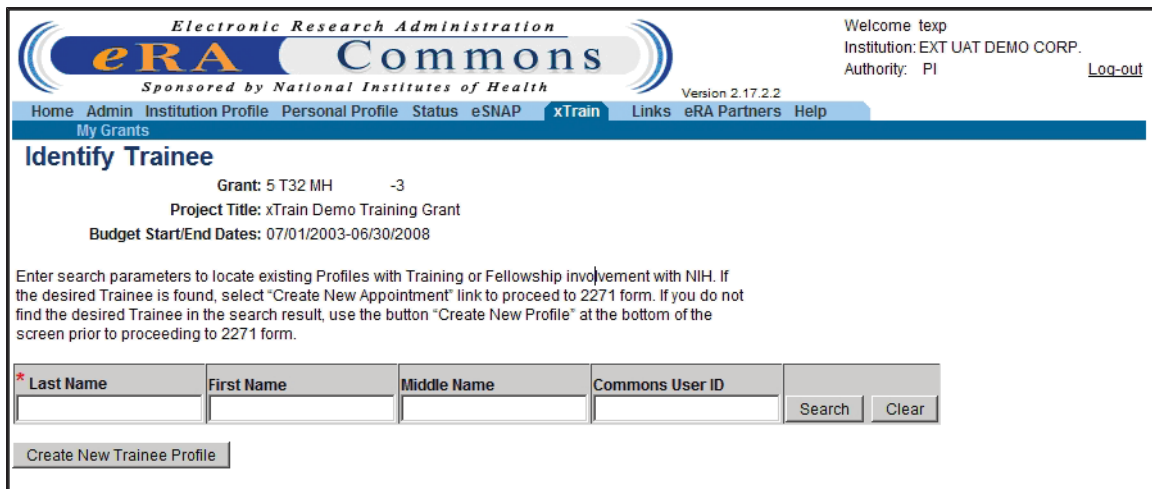 Electronic Research Administration
eRA Commons
Sponsored by National Institutes of Health
Version 2.17.2.2
Welcome texp
Institution: EXT UAT DEMO CORP.
Authority: PI Log-out
Home Admin Institution Profile Personal Profile Status eSNAP xTrain Links eRA Partners Help
My Grants
Identify Trainee
Grant: 5 T32 MH -3
Project Title: xTrain Demo Training Grant
Budget Start/End Dates: 07/01/2003-06/30/2008
Enter search parameters to locate existing Profiles with Training or Fellowship involvement with NIH. If
the desired Trainee is found, select “Create New Appointment” link to proceed to 2271 form. If you do not
find the desired Trainee in the search result, use the button “Create New Profile” at the bottom of the
screen prior to proceeding to 2271 form.
* Last Name First Name Middle Name Commons User ID
Search Clear
Create New Trainee Profile